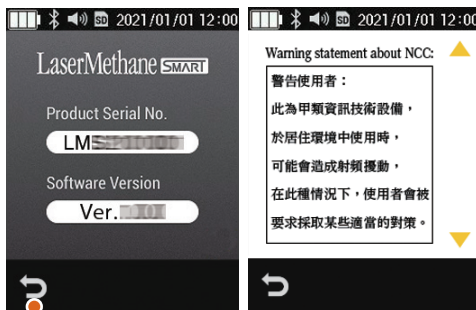 2021/01/01 12:00
LaserMethane SMART
Product Serial No.
LMS
Software Version
Ver.
SD 2021/01/01 12:00
Warning statement about NCC:
警告使用者：
此為甲類資訊技術設備，
於居住環境中使用時，
可能會造成射頻擾動，
在此種情況下，使用者會被
要求採取某些適當的對策。